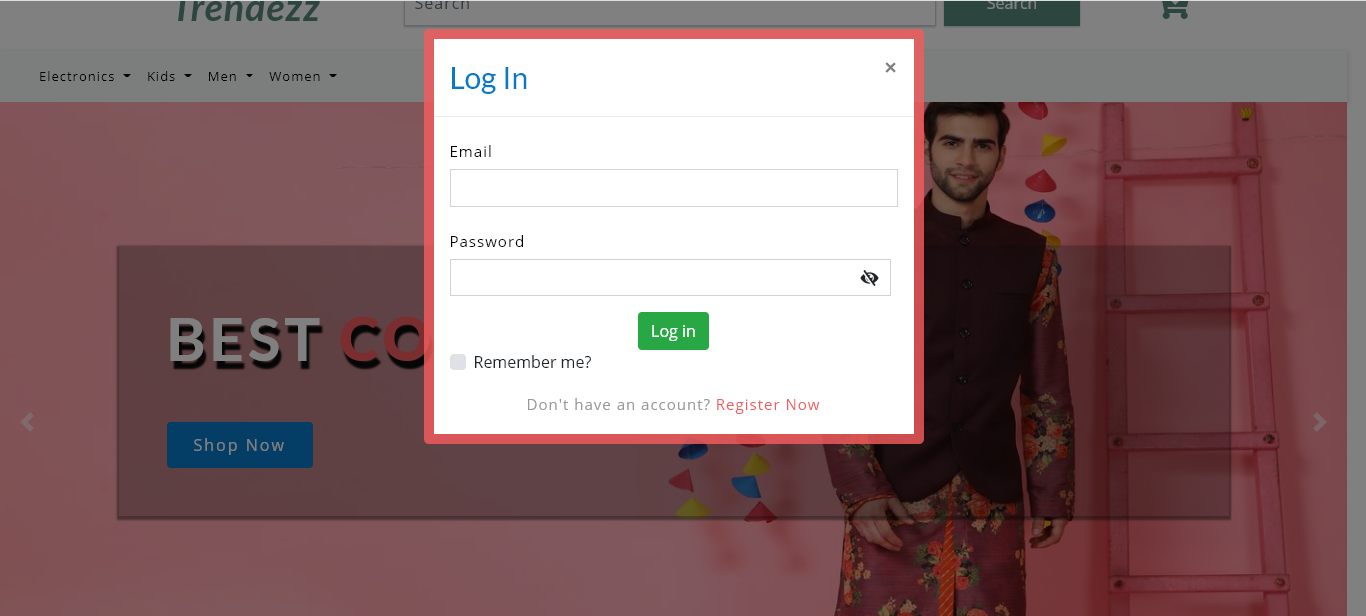 Trendezz
Search
Search
Electronics
Kids
Men
Women
Log In
×
Email
Password
Log in
Remember me?
Don't have an account? Register Now
BEST CO
Shop Now